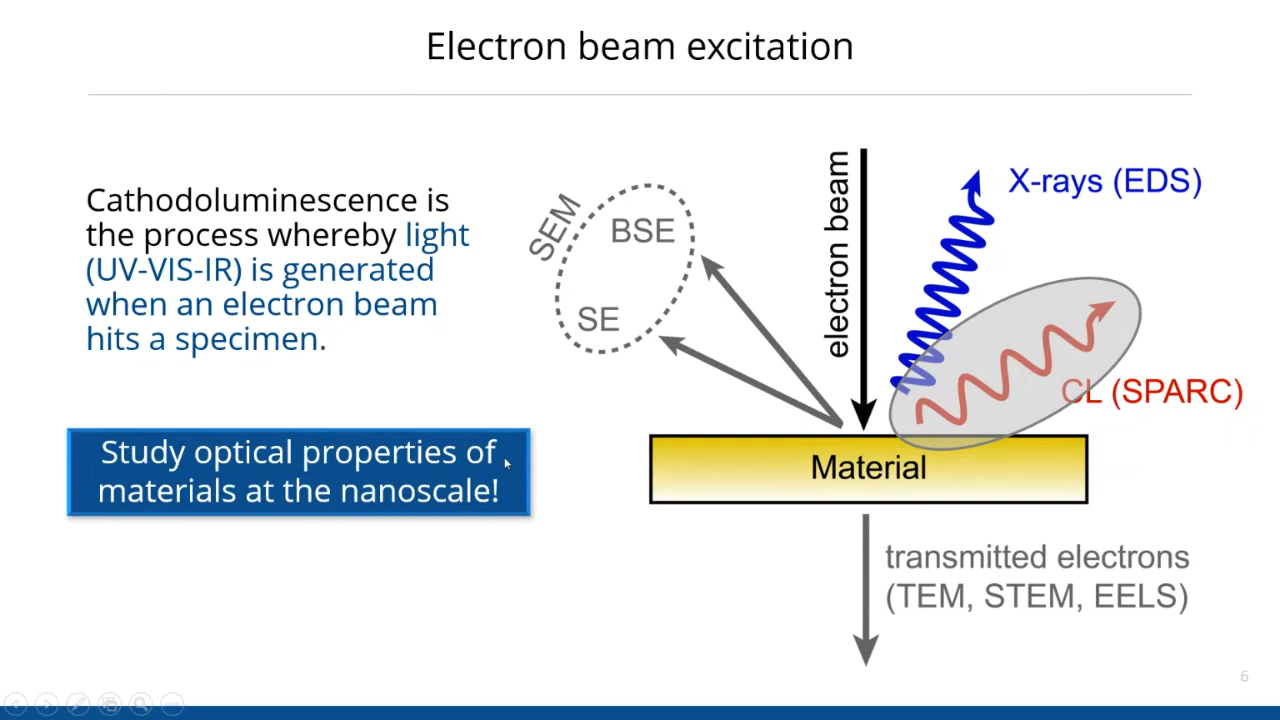 Electron beam excitation
Cathodoluminescence is
the process whereby light
(UV-VIS-IR) is generated
when an electron beam
hits a specimen.
Study optical properties of
materials at the nanoscale!
SEM
BSE
SE
electron beam
X-rays (EDS)
CL (SPARC)
Material
transmitted electrons
(TEM, STEM, EELS)
6